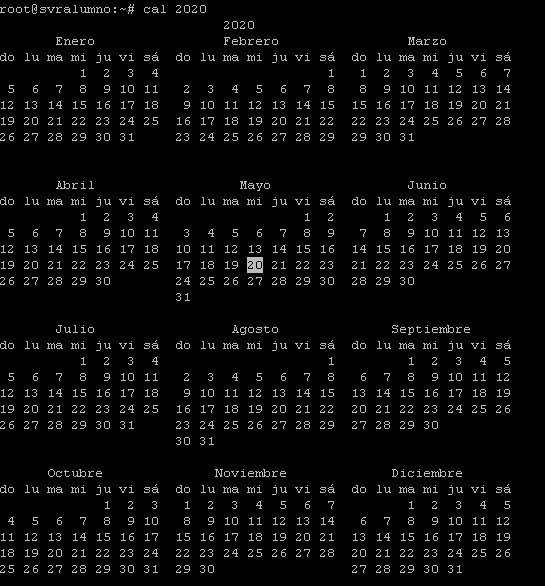 root@svralumno:~# cal 2020
                            2020
       Enero                Febrero                Marzo
do lu ma mi ju vi sá  do lu ma mi ju vi sá  do lu ma mi ju vi sá
          1  2  3  4                     1   1  2  3  4  5  6  7
 5  6  7  8  9 10 11   2  3  4  5  6  7  8   8  9 10 11 12 13 14
12 13 14 15 16 17 18   9 10 11 12 13 14 15  15 16 17 18 19 20 21
19 20 21 22 23 24 25  16 17 18 19 20 21 22  22 23 24 25 26 27 28
26 27 28 29 30 31     23 24 25 26 27 28 29  29 30 31
       Abril                  Mayo                 Junio
do lu ma mi ju vi sá  do lu ma mi ju vi sá  do lu ma mi ju vi sá
          1  2  3  4                  1  2      1  2  3  4  5  6
 5  6  7  8  9 10 11   3  4  5  6  7  8  9   7  8  9 10 11 12 13
12 13 14 15 16 17 18  10 11 12 13 14 15 16  14 15 16 17 18 19 20
19 20 21 22 23 24 25  17 18 19 20 21 22 23  21 22 23 24 25 26 27
26 27 28 29 30        24 25 26 27 28 29 30  28 29 30
                      31
       Julio                 Agosto              Septiembre
do lu ma mi ju vi sá  do lu ma mi ju vi sá  do lu ma mi ju vi sá
          1  2  3  4                     1         1  2  3  4  5
 5  6  7  8  9 10 11   2  3  4  5  6  7  8   6  7  8  9 10 11 12
12 13 14 15 16 17 18   9 10 11 12 13 14 15  13 14 15 16 17 18 19
19 20 21 22 23 24 25  16 17 18 19 20 21 22  20 21 22 23 24 25 26
26 27 28 29 30 31     23 24 25 26 27 28 29  27 28 29 30
                      30 31
      Octubre              Noviembre             Diciembre
do lu ma mi ju vi sá  do lu ma mi ju vi sá  do lu ma mi ju vi sá
             1  2  3   1  2  3  4  5  6  7         1  2  3  4  5
 4  5  6  7  8  9 10   8  9 10 11 12 13 14   6  7  8  9 10 11 12
11 12 13 14 15 16 17  15 16 17 18 19 20 21  13 14 15 16 17 18 19
18 19 20 21 22 23 24  22 23 24 25 26 27 28  20 21 22 23 24 25 26
25 26 27 28 29 30 31  29 30                 27 28 29 30 31